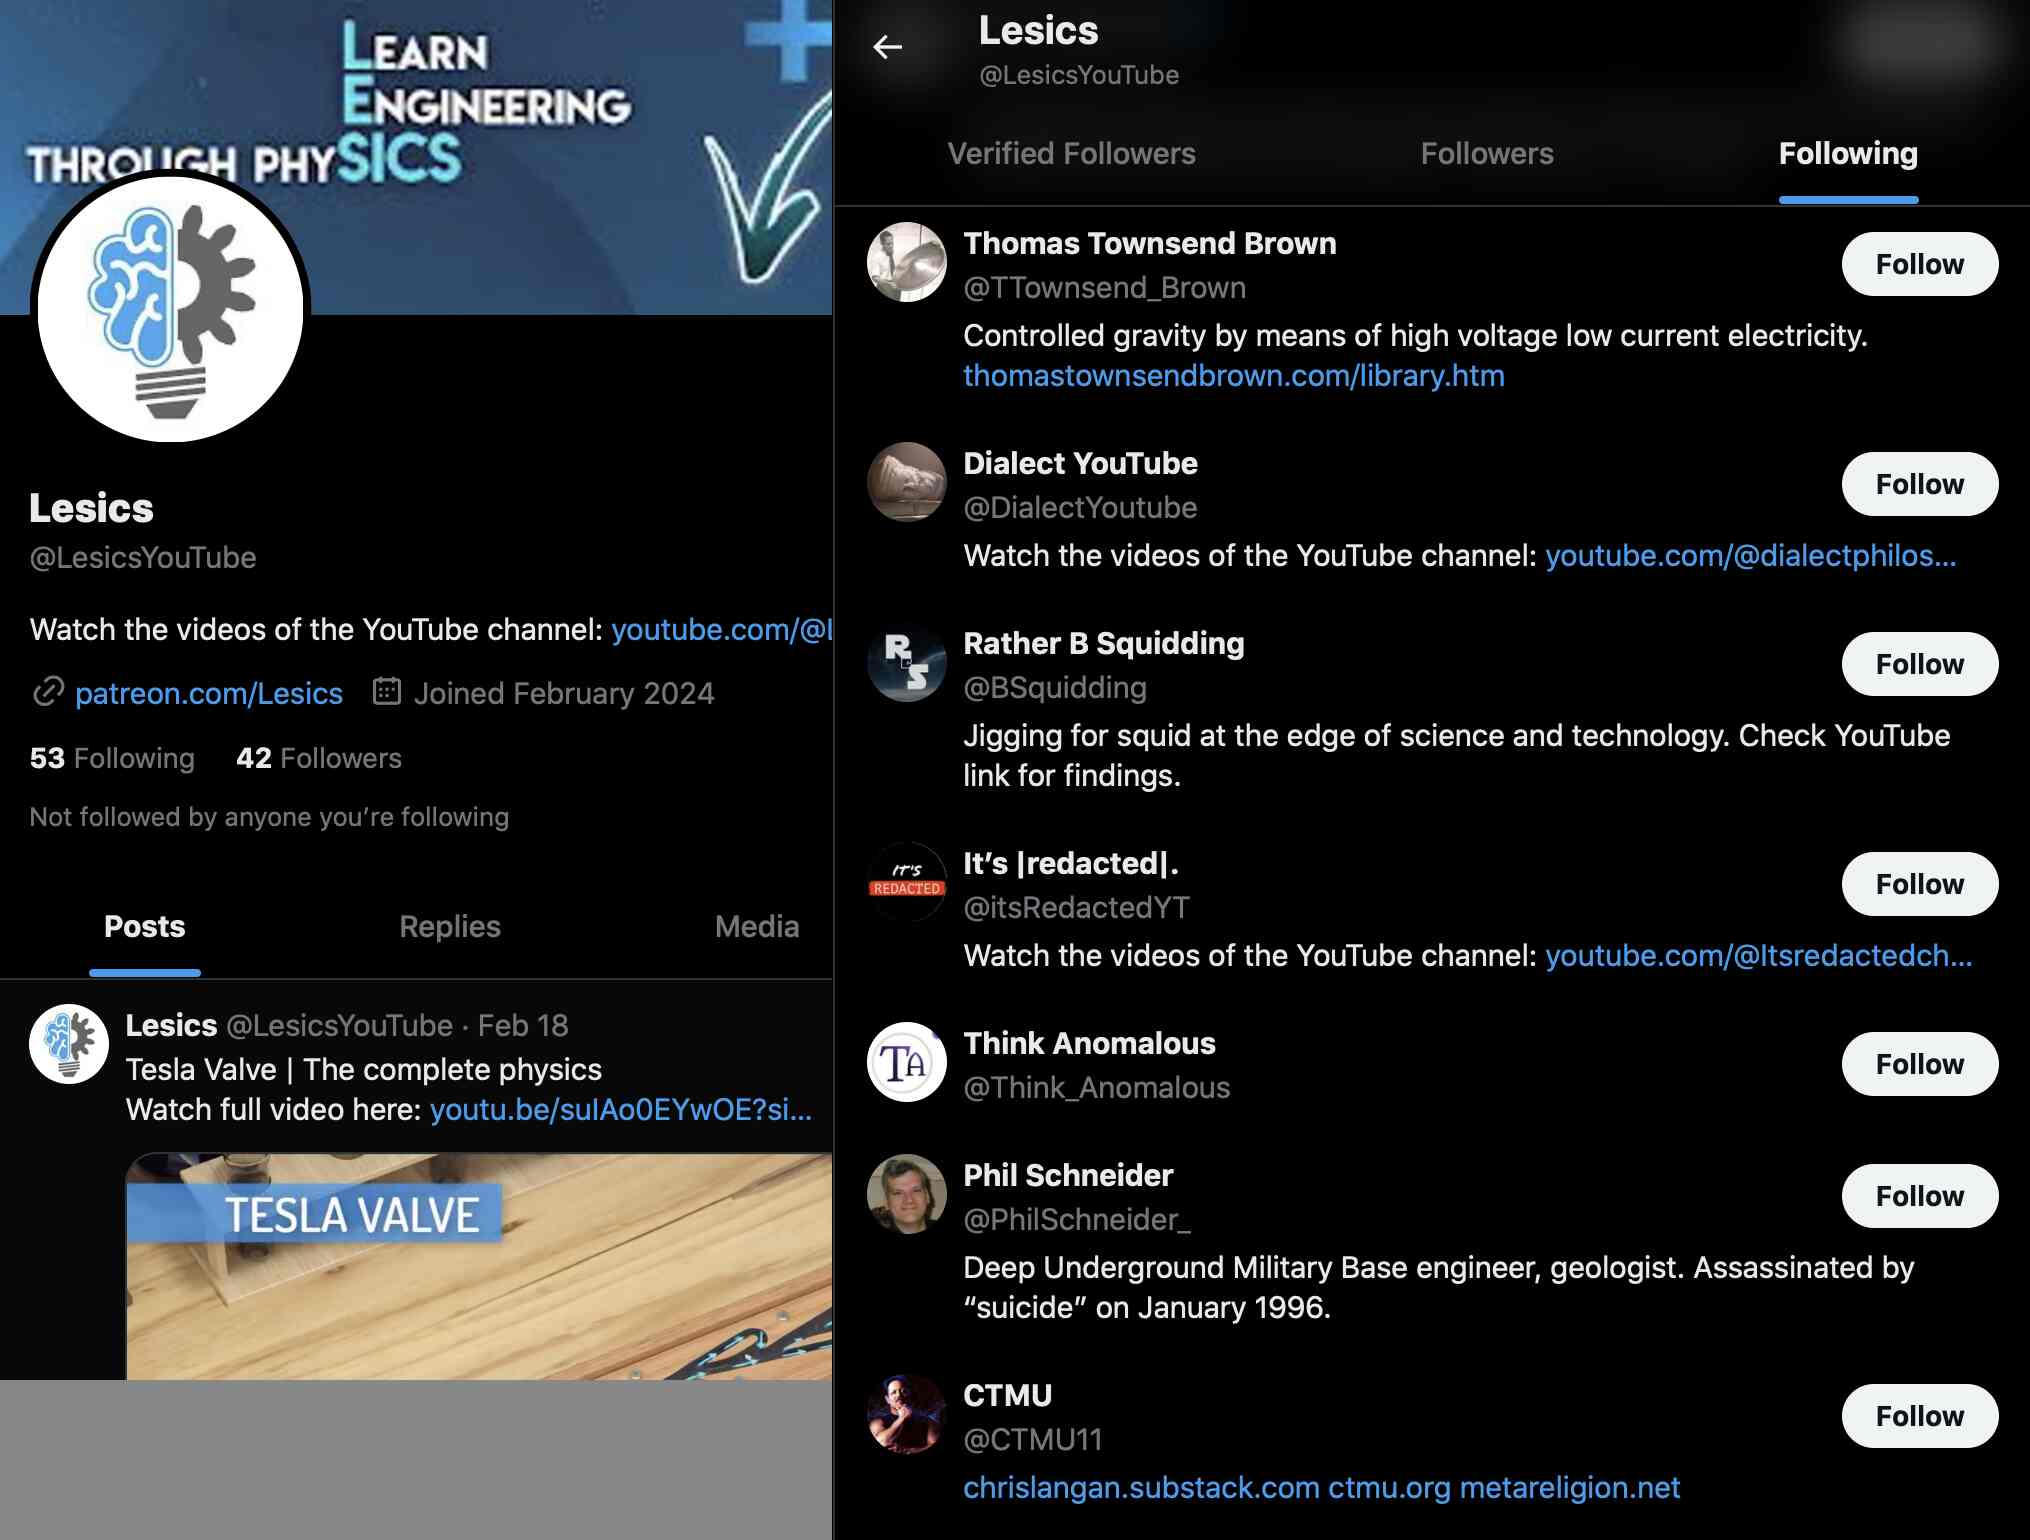 LEARN
ENGINEERING
THROUGH PHYSICS
Lesics
@LesicsYouTube
Watch the videos of the YouTube channel: youtube.com/@l
patreon.com/Lesics Joined February 2024
53 Following 42 Followers
Not followed by anyone you’re following
Posts Replies Media
Lesics @LesicsYouTube · Feb 18
Tesla Valve | The complete physics
Watch full video here: youtu.be/suIAo0EYwOE?si...
TESLA VALVE
Lesics
@LesicsYouTube
Verified Followers Followers Following
Thomas Townsend Brown
@TTownsend_Brown
Follow
Controlled gravity by means of high voltage low current electricity.
thomastownsendbrown.com/library.htm
Dialect YouTube
@DialectYoutube
Follow
Watch the videos of the YouTube channel: youtube.com/@dialectphilos...
R S
Rather B Squidding
@BSquidding
Follow
Jigging for squid at the edge of science and technology. Check YouTube
link for findings.
IT'S
REDACTED
It’s |redacted|.
@itsRedactedYT
Follow
Watch the videos of the YouTube channel: youtube.com/@Itsredactedch...
TA
Think Anomalous
@Think_Anomalous
Follow
Phil Schneider
@PhilSchneider_
Follow
Deep Underground Military Base engineer, geologist. Assassinated by
“suicide” on January 1996.
CTMU
@CTMU11
Follow
chrislangan.substack.com ctmu.org metareligion.net